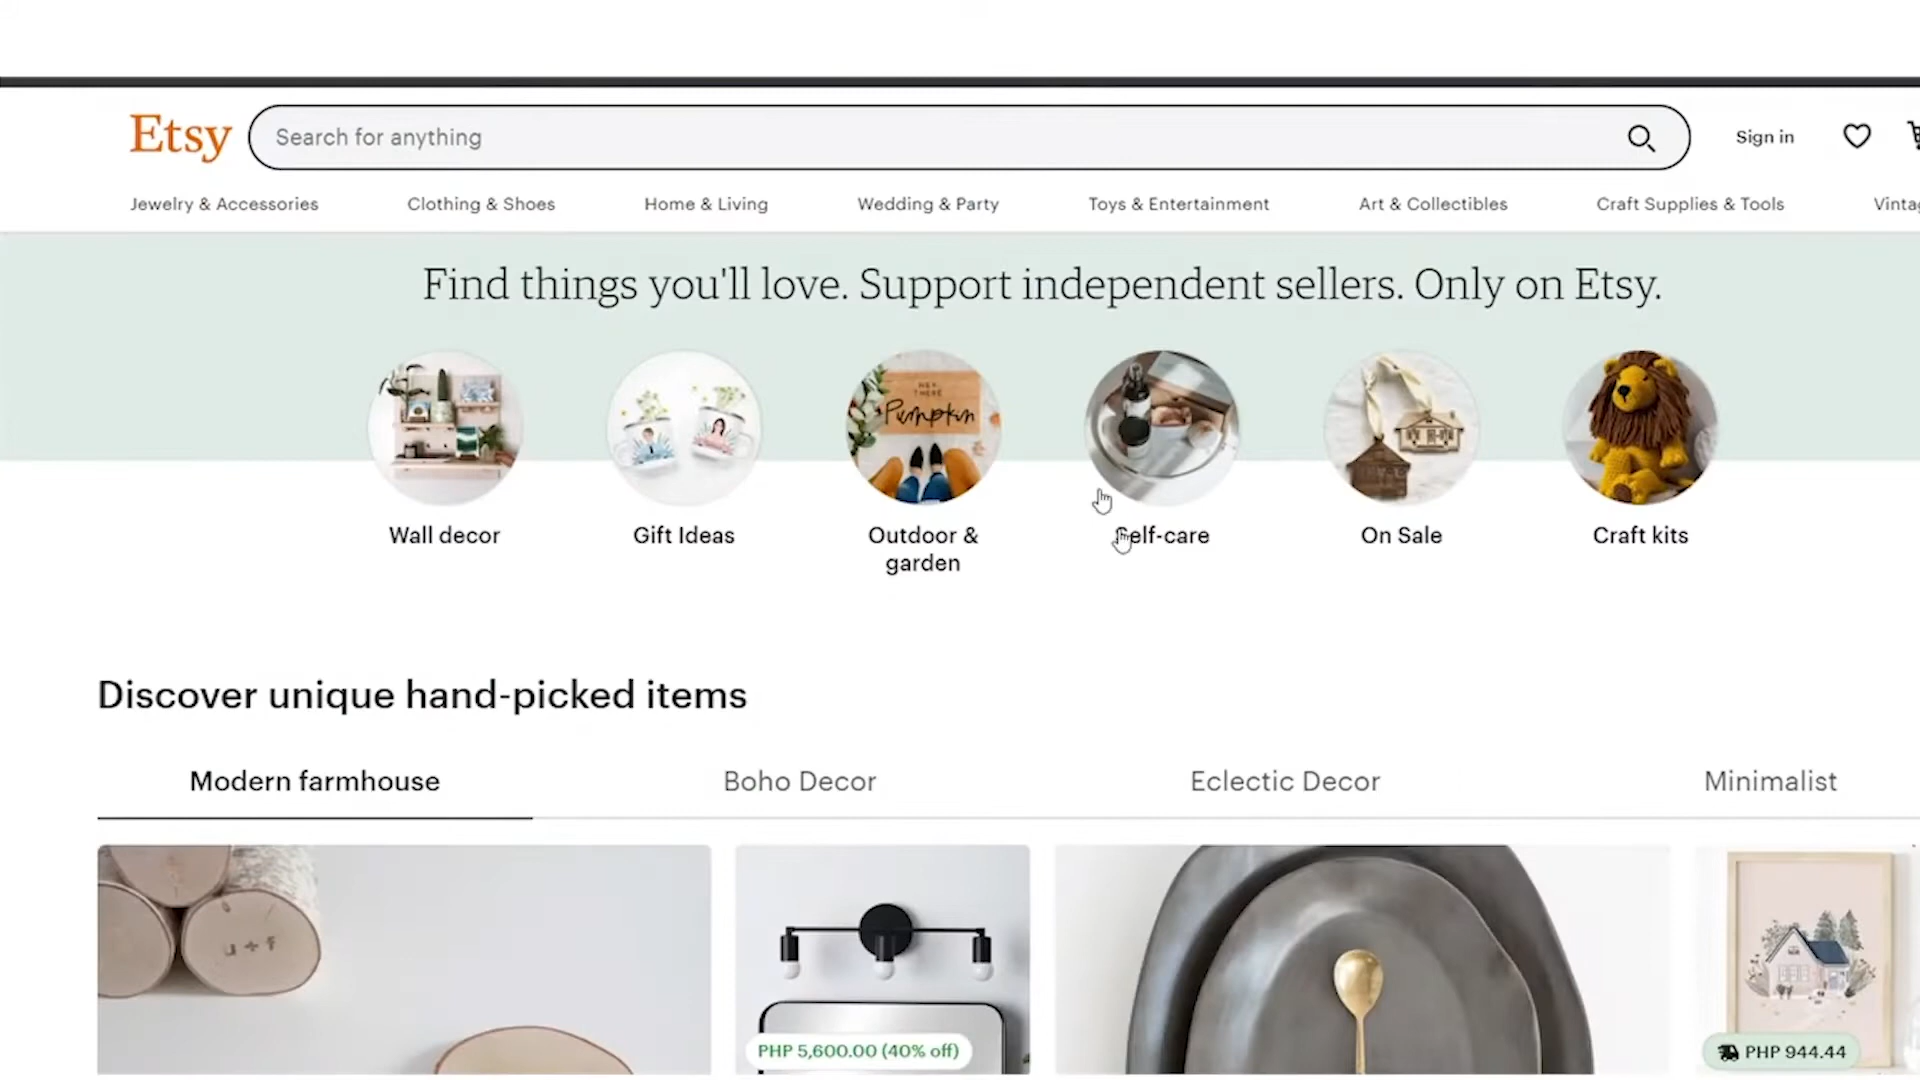 Etsy
Search for anything
Sign in
Jewelry & Accessories
Clothing & Shoes
Home & Living
Wedding & Party
Toys & Entertainment
Art & Collectibles
Craft Supplies & Tools
Find things you'll love. Support independent sellers. Only on Etsy.
HEY,
THERE
Pumpkin
Wall decor
Gift Ideas
Outdoor &
garden
Self-care
On Sale
Craft kits
Discover unique hand-picked items
Modern farmhouse
Boho Decor
Eclectic Decor
Minimalist
J + F
PHP 5,600.00 (40% off)
PHP 944.44